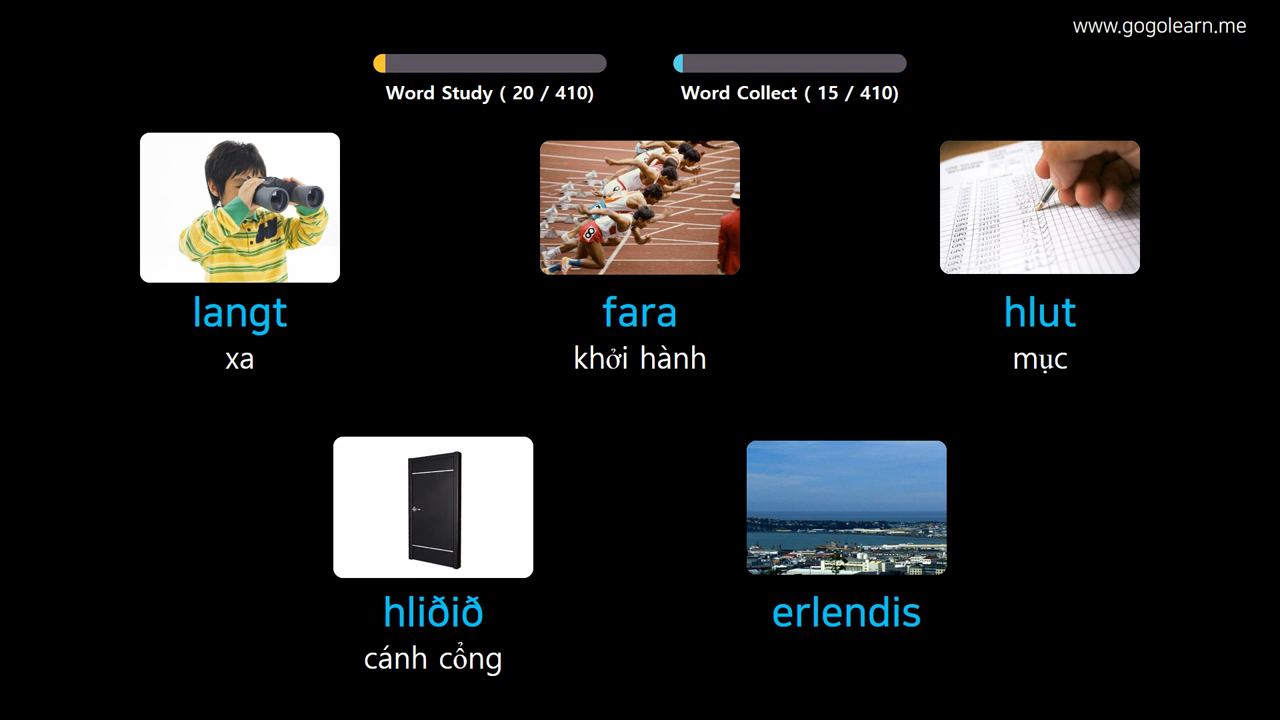 www.gogolearn.me
Word Study ( 20 / 410)
Word Collect ( 15 / 410)
langt
xa
fara
khởi hành
hlut
mục
hliðið
cánh cổng
erlendis